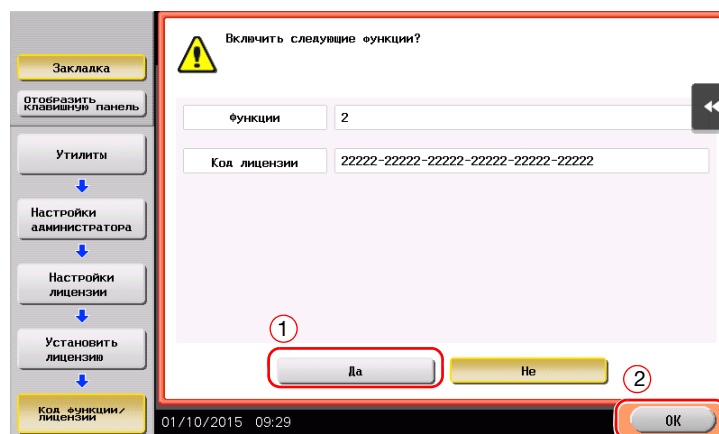 Закладка
Отобразить
клавишную панель
Утилиты
Настройки
администратора
Настройки
лицензии
Установить
лицензию
Код функции/
лицензии
Включить следующие функции?
Функции
2
Код лицензии
22222-22222-22222-22222-22222-22222
1
Да
Не
2
01/10/2015 09:29
OK